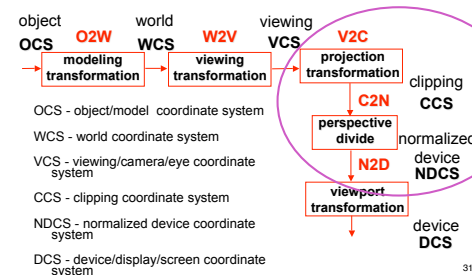 object
world
viewing
OCS
O2W
WCS
W2V
VCS
V2C
modeling
transformation
viewing
transformation
projection
transformation
clipping
CCS
C2N
perspective
divide
normalized
device
NDCS
N2D
viewport
transformation
device
DCS
OCS - object/model coordinate system
WCS - world coordinate system
VCS - viewing/camera/eye coordinate
system
CCS - clipping coordinate system
NDCS - normalized device coordinate
system
DCS - device/display/screen coordinate
system
31